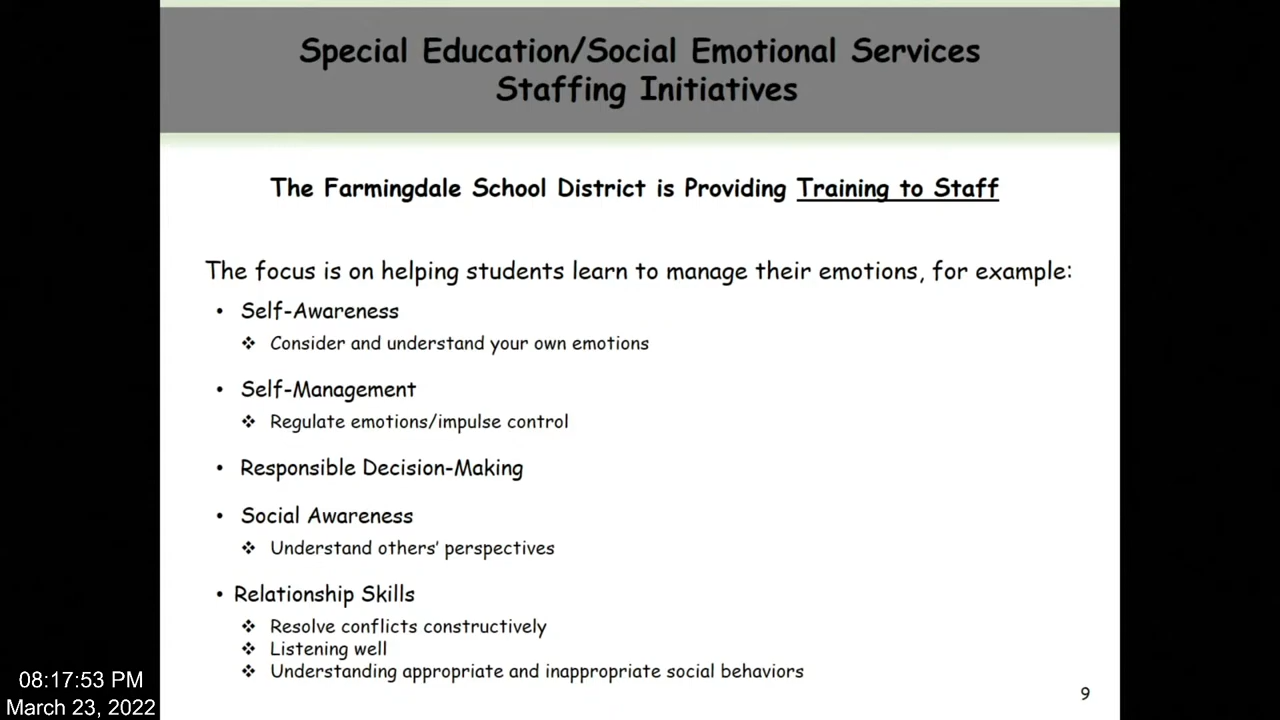 Special Education/Social Emotional Services
Staffing Initiatives
The Farmingdale School District is Providing Training to Staff
The focus is on helping students learn to manage their emotions, for example:
• Self-Awareness
❖ Consider and understand your own emotions
• Self-Management
❖ Regulate emotions/impulse control
• Responsible Decision-Making
• Social Awareness
❖ Understand others' perspectives
• Relationship Skills
❖ Resolve conflicts constructively
❖ Listening well
❖ Understanding appropriate and inappropriate social behaviors
9
08:17:53 PM
March 23, 2022